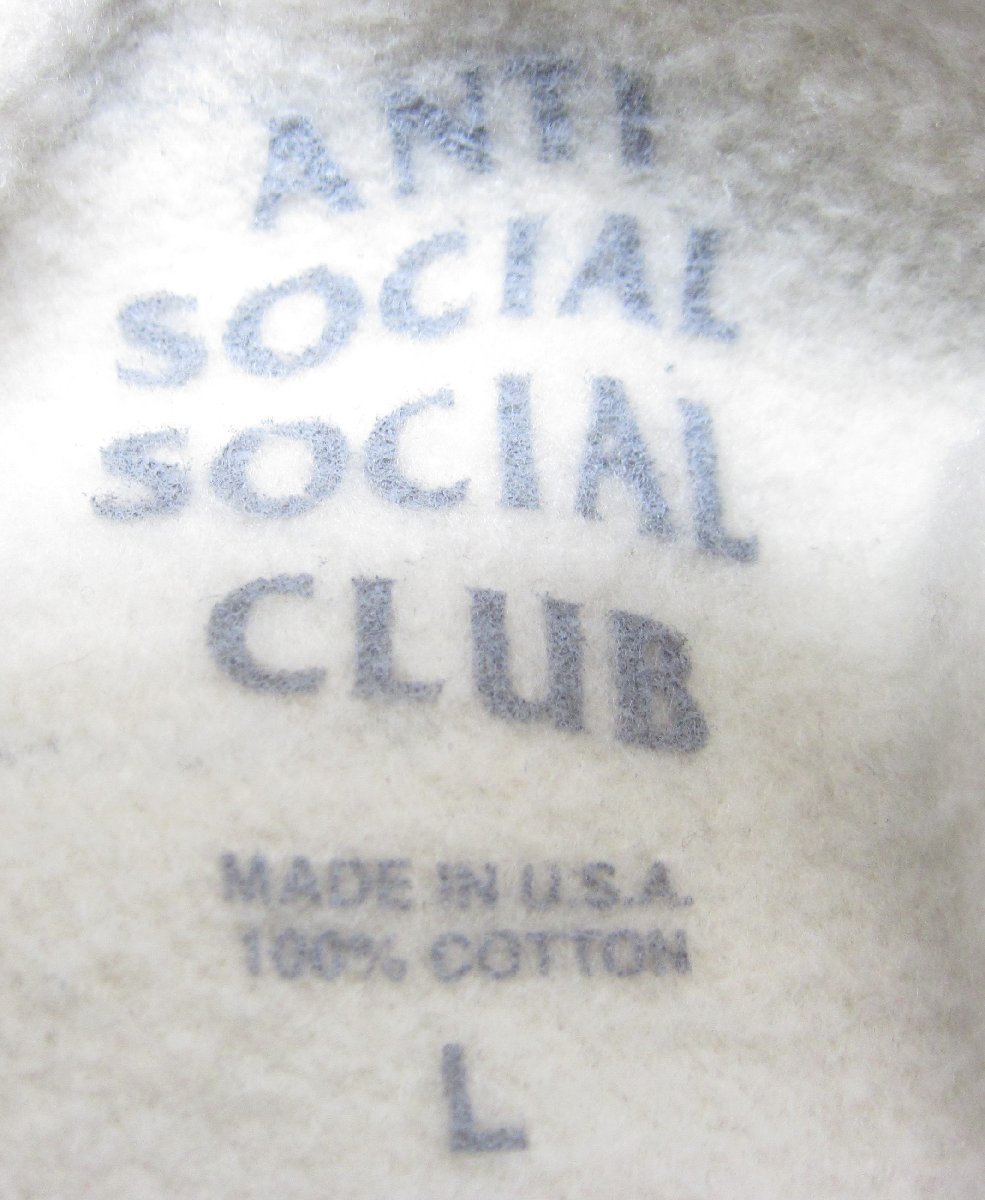 ANTI
SOCIAL
SOCIAL
CLUB
MADE IN U.S.A.
100% COTTON
L